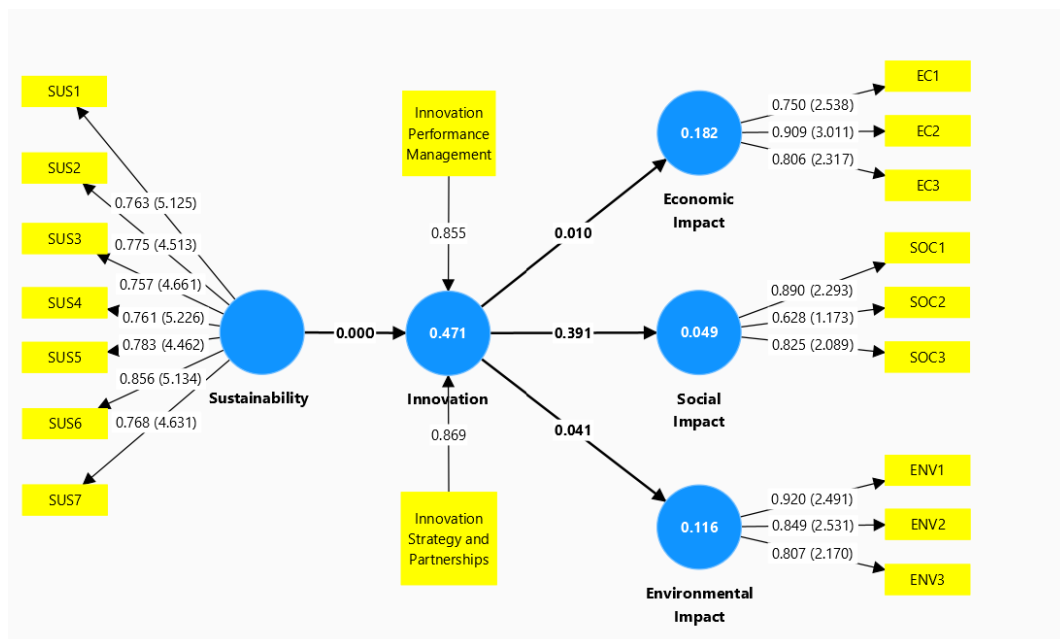 SUS1
SUS2
SUS3
SUS4
SUS5
SUS6
SUS7
0.763 (5.125)
0.775 (4.513)
0.757 (4.661)
0.761 (5.226)
0.783 (4.462)
0.856 (5.134)
0.768 (4.631)
Sustainability
0.000
Innovation
Performance
Management
0.855
0.471
Innovation
0.869
Innovation
Strategy and
Partnerships
0.010
0.391
0.041
0.182
Economic
Impact
0.750 (2.538)
0.909 (3.011)
0.806 (2.317)
EC1
EC2
EC3
0.049
Social
Impact
0.890 (2.293)
0.628 (1.173)
0.825 (2.089)
SOC1
SOC2
SOC3
0.116
Environmental
Impact
0.920 (2.491)
0.849 (2.531)
0.807 (2.170)
ENV1
ENV2
ENV3